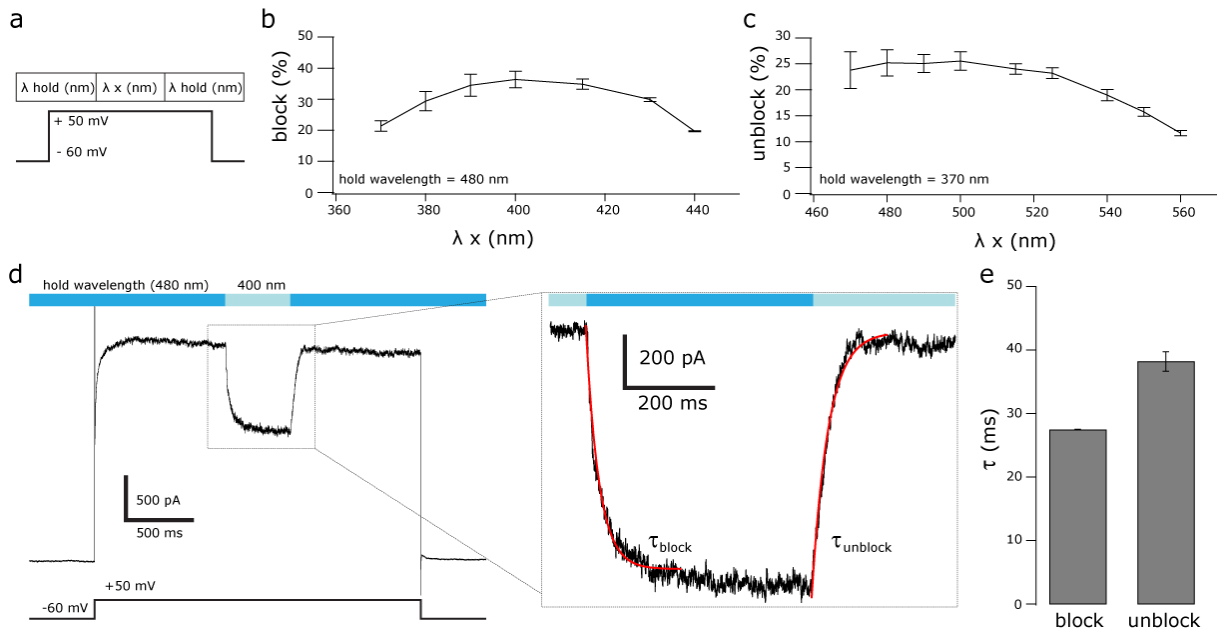 a
λ hold (nm) λ x (nm) λ hold (nm)
+ 50 mV
- 60 mV
b
block (%)
50
40
30
20
10
0
hold wavelength = 480 nm
360 380 400 420 440
λ x (nm)
c
unblock (%)
30
25
20
15
10
5
0
hold wavelength = 370 nm
460 480 500 520 540 560
λ x (nm)
d
hold wavelength (480 nm) 400 nm
500 pA
500 ms
+50 mV
-60 mV
200 pA
200 ms
τblock
τunblock
e
τ (ms)
50
40
30
20
10
0
block unblock